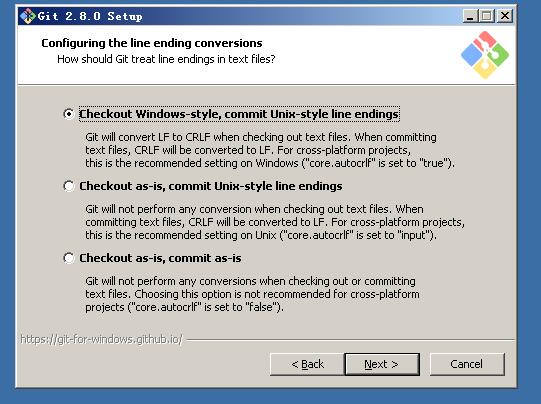 Git 2.8.0 Setup
Configuring the line ending conversions
How should Git treat line endings in text files?
Checkout Windows-style, commit Unix-style line endings
Git will convert LF to CRLF when checking out text files. When committing
text files, CRLF will be converted to LF. For cross-platform projects,
this is the recommended setting on Windows ("core.autocrlf" is set to "true").
Checkout as-is, commit Unix-style line endings
Git will not perform any conversion when checking out text files. When
committing text files, CRLF will be converted to LF. For cross-platform projects,
this is the recommended setting on Unix ("core.autocrlf" is set to "input").
Checkout as-is, commit as-is
Git will not perform any conversions when checking out or committing
text files. Choosing this option is not recommended for cross-platform
projects ("core.autocrlf" is set to "false").
https://git-for-windows.github.io/
< Back Next > Cancel